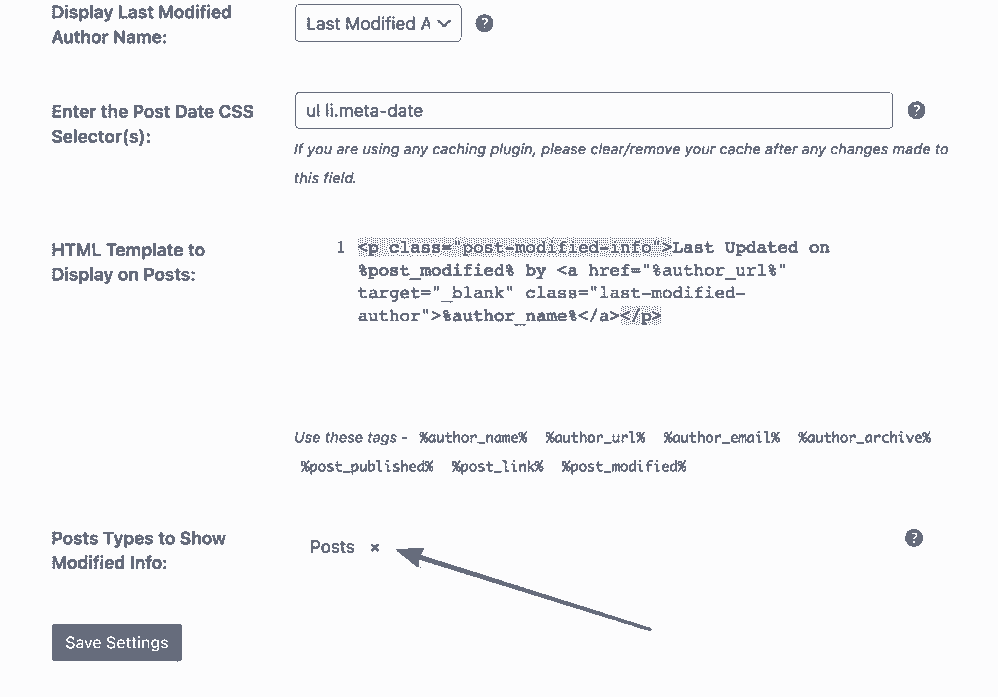 Display Last Modified
Author Name:
Last Modified A
Enter the Post Date CSS
Selector(s):
ul li.meta-date
If you are using any caching plugin, please clear/remove your cache after any changes made to
this field.
HTML Template to
Display on Posts:
1 <p class="post-modified-info">Last Updated on
%post_modified% by <a href="%author_url%"
target="_blank" class="last-modified-
author">%author_name%</a></p>
Use these tags - %author_name% %author_url% %author_email% %author_archive%
%post_published% %post_link% %post_modified%
Posts Types to Show
Modified Info:
Posts ×
Save Settings